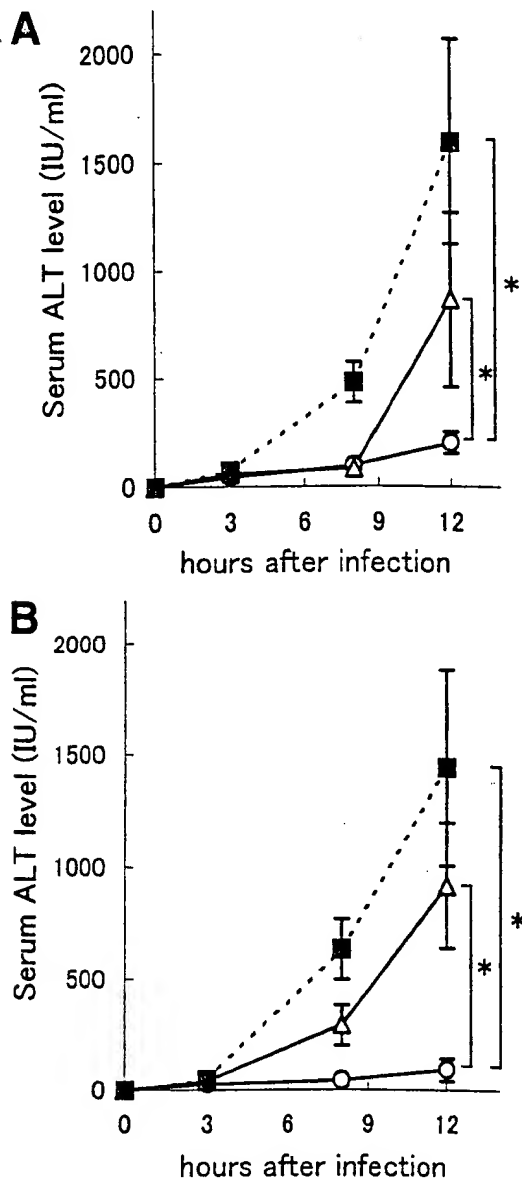 A
Serum ALT level (IU/ml)
2000
1500
1000
500
0
*
*
0 3 6 9 12
hours after infection
B
Serum ALT level (IU/ml)
2000
1500
1000
500
0
*
*
0 3 6 9 12
hours after infection